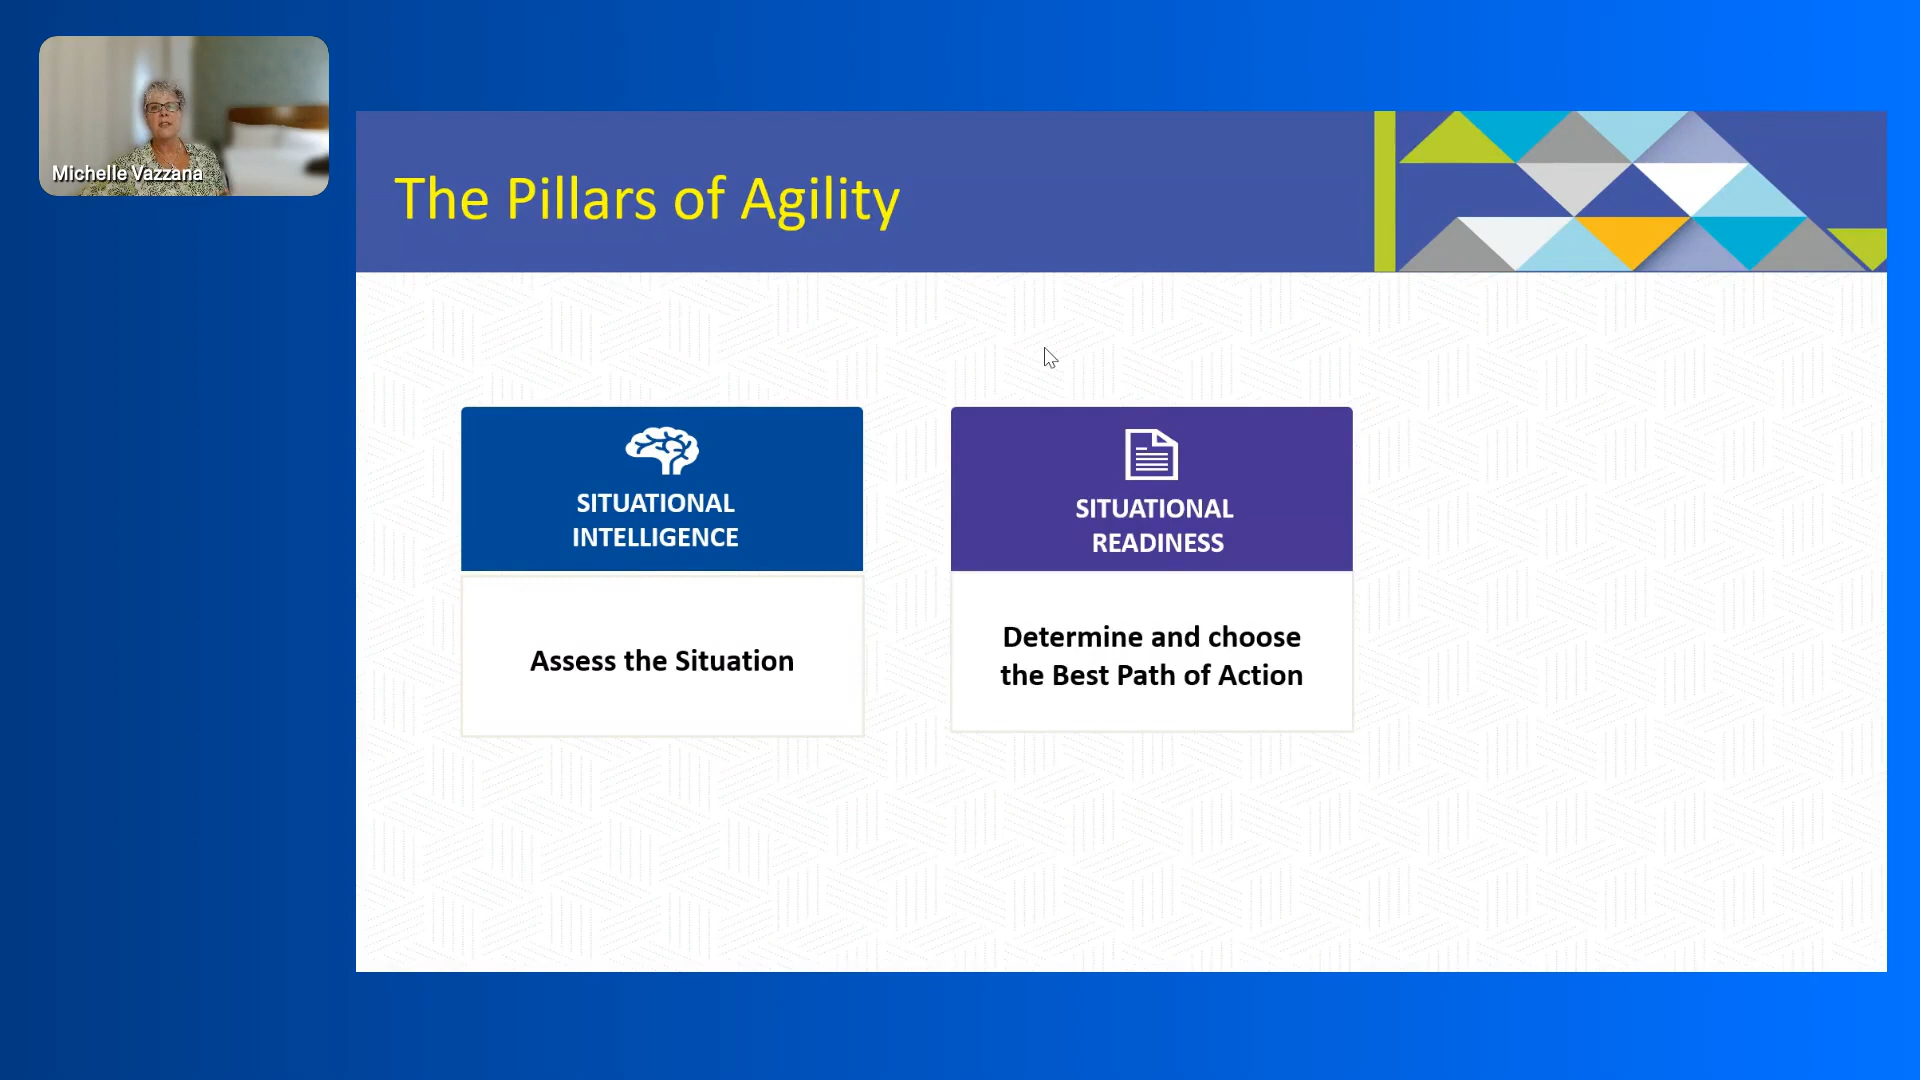 Michelle Vazzana
The Pillars of Agility
SITUATIONAL
INTELLIGENCE
Assess the Situation
SITUATIONAL
READINESS
Determine and choose
the Best Path of Action